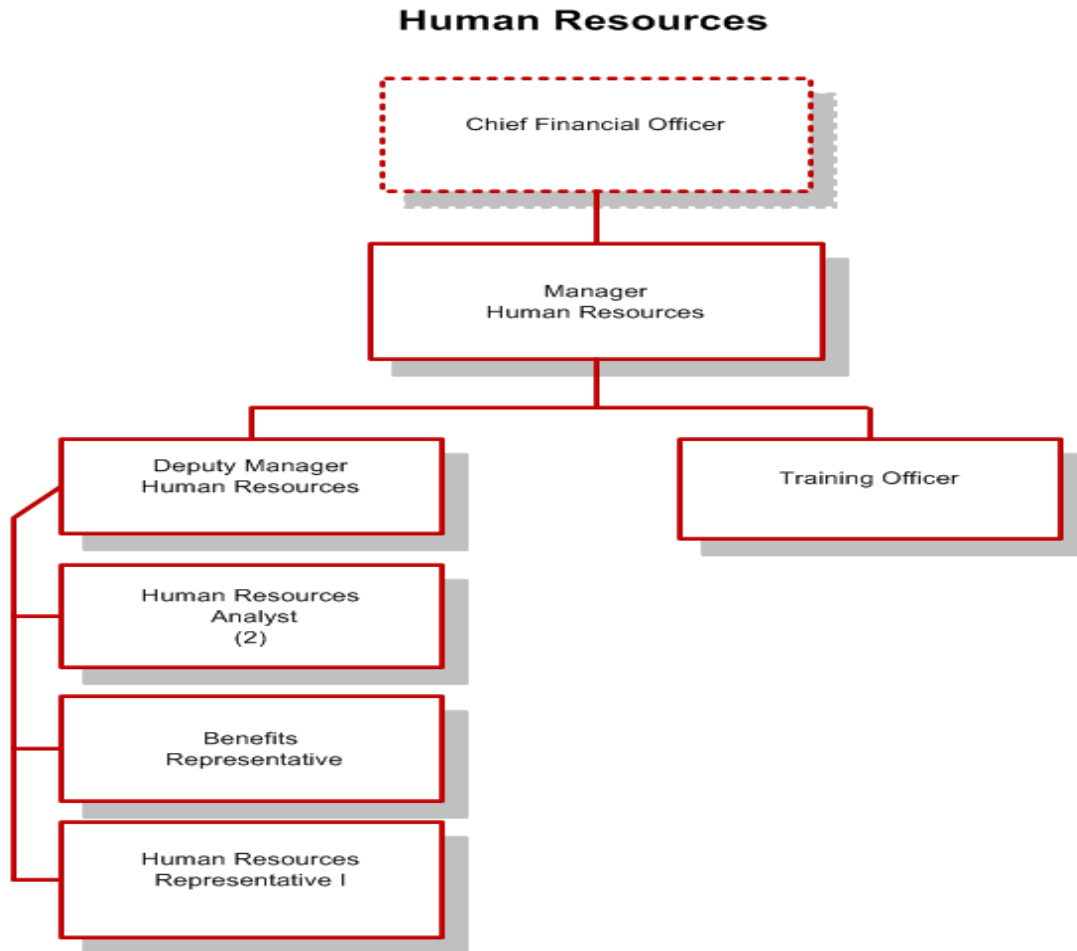 Human Resources
Chief Financial Officer
Manager
Human Resources
Deputy Manager
Human Resources
Training Officer
Human Resources
Analyst
(2)
Benefits
Representative
Human Resources
Representative I